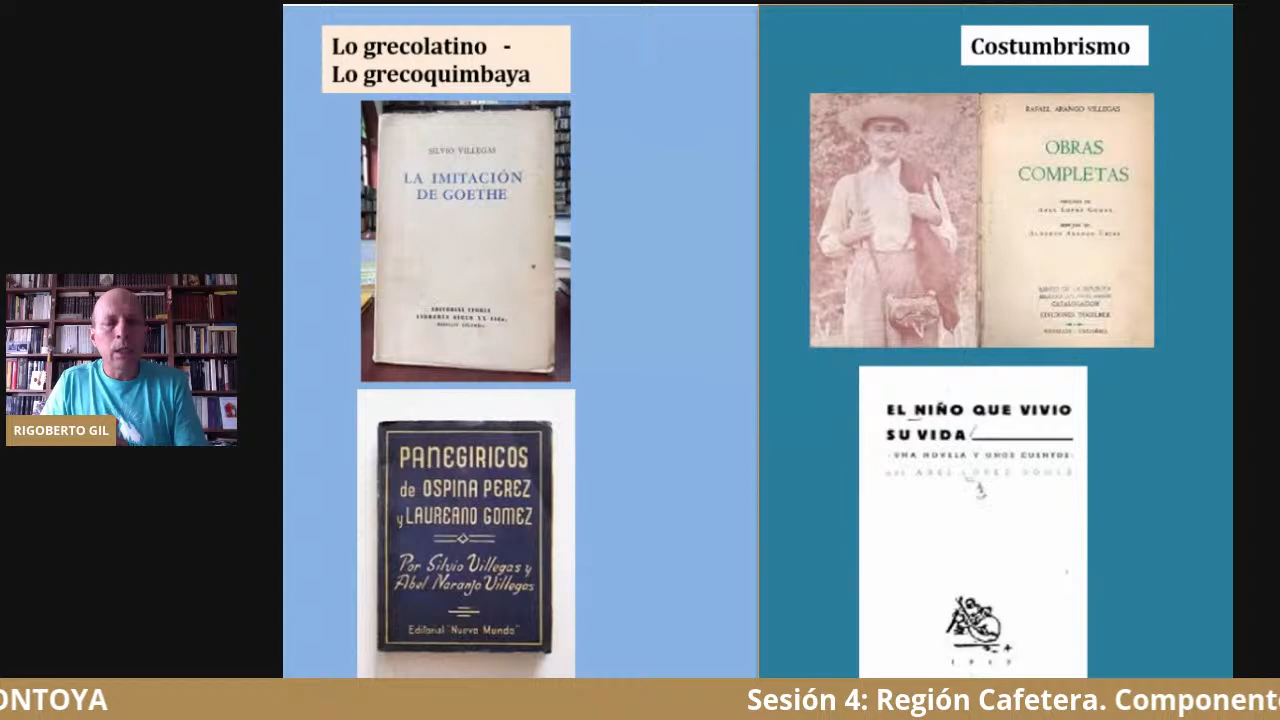 Lo grecolatino -
Lo grecoquimbaya
SILVIO VILLEGAS
LA IMITACIÓN
DE GOETHE
PANEGIRICOS
de OSPINA PEREZ
y LAUREANO GOMEZ
Por Silvio Villegas y
Abel Naranjo Villegas
Editorial "Nuevo Mundo"
Costumbrismo
RAFAEL ARANGO VILLEGAS
OBRAS
COMPLETAS
EL NIÑO QUE VIVIO
SU VIDA
UNA NOVELA Y UNOS CUENTOS
RIGOBERTO GIL
ONTOYA
Sesión 4: Región Cafetera. Component